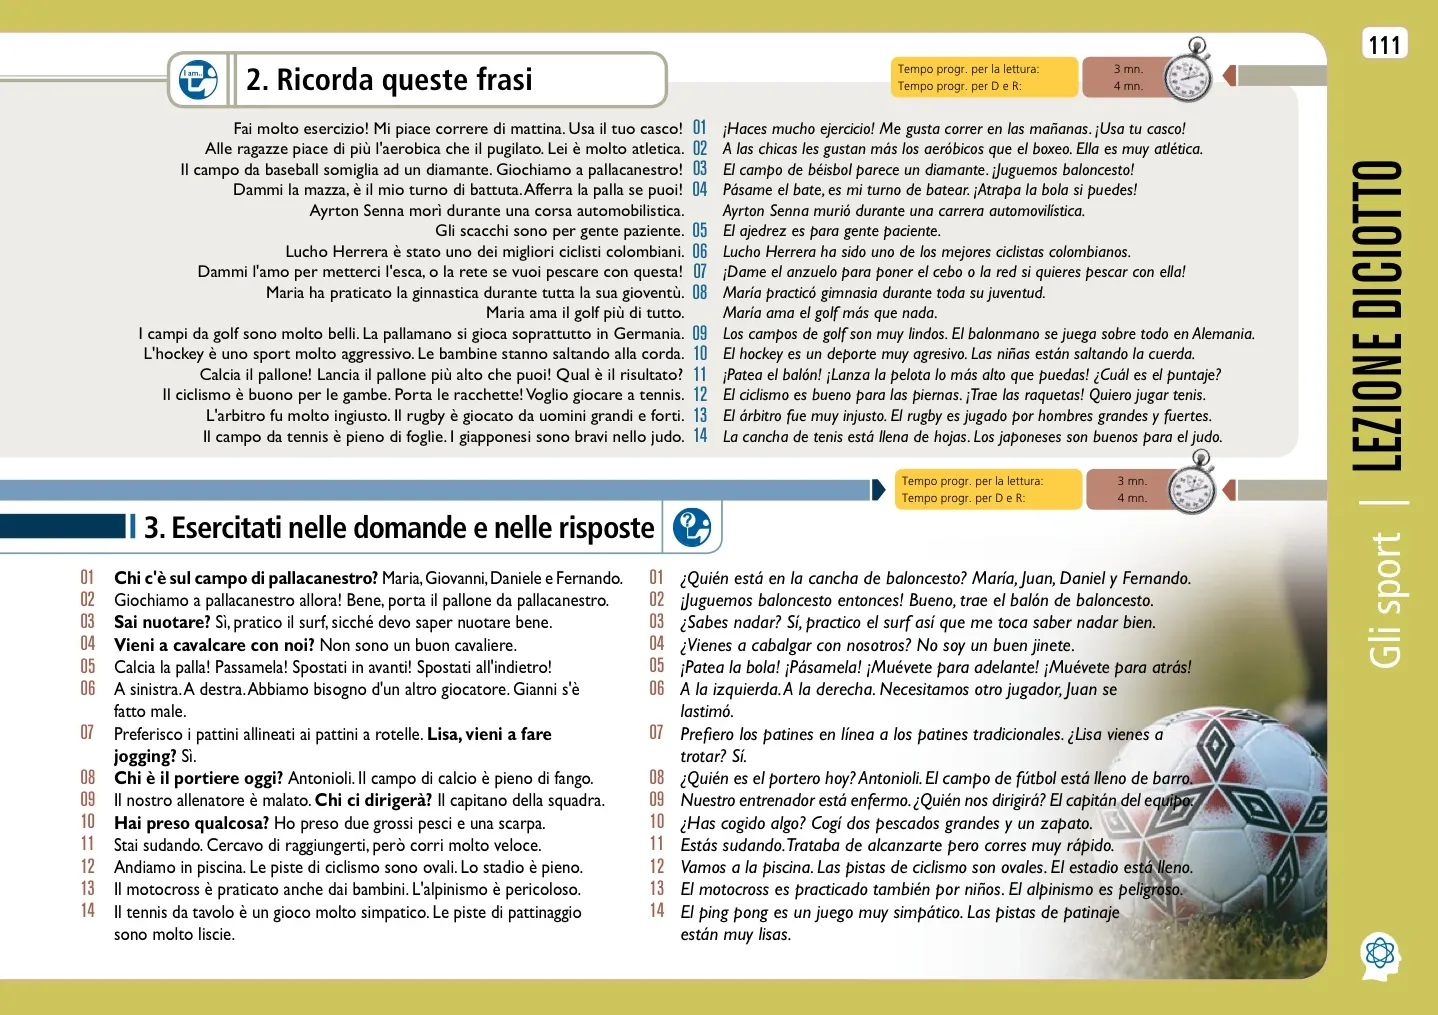 111
I am..
2. Ricorda queste frasi
Tempo progr. per la lettura: 3 mn.
Tempo progr. per D e R: 4 mn.
Fai molto esercizio! Mi piace correre di mattina. Usa il tuo casco! 01 ¡Haces mucho ejercicio! Me gusta correr en las mañanas. ¡Usa tu casco!
Alle ragazze piace di più l'aerobica che il pugilato. Lei è molto atletica. 02 A las chicas les gustan más los aeróbicos que el boxeo. Ella es muy atlética.
Il campo da baseball somiglia ad un diamante. Giochiamo a pallacanestro! 03 El campo de béisbol parece un diamante. ¡Juguemos baloncesto!
Dammi la mazza, è il mio turno di battuta. Afferra la palla se puoi! 04 Pásame el bate, es mi turno de batear. ¡Atrapa la bola si puedes!
Ayrton Senna morì durante una corsa automobilistica. Ayrton Senna murió durante una carrera automovilística.
Gli scacchi sono per gente paziente. 05 El ajedrez es para gente paciente.
Lucho Herrera è stato uno dei migliori ciclisti colombiani. 06 Lucho Herrera ha sido uno de los mejores ciclistas colombianos.
Dammi l'amo per metterci l'esca, o la rete se vuoi pescare con questa! 07 ¡Dame el anzuelo para poner el cebo o la red si quieres pescar con ella!
Maria ha praticato la ginnastica durante tutta la sua gioventù. 08 María practicó gimnasia durante toda su juventud.
Maria ama il golf più di tutto. María ama el golf más que nada.
I campi da golf sono molto belli. La pallamano si gioca soprattutto in Germania. 09 Los campos de golf son muy lindos. El balonmano se juega sobre todo en Alemania.
L'hockey è uno sport molto aggressivo. Le bambine stanno saltando alla corda. 10 El hockey es un deporte muy agresivo. Las niñas están saltando la cuerda.
Calcia il pallone! Lancia il pallone più alto che puoi! Qual è il risultato? 11 ¡Patea el balón! ¡Lanza la pelota lo más alto que puedas! ¿Cuál es el puntaje?
Il ciclismo è buono per le gambe. Porta le racchette! Voglio giocare a tennis. 12 El ciclismo es bueno para las piernas. ¡Trae las raquetas! Quiero jugar tenis.
L'arbitro fu molto ingiusto. Il rugby è giocato da uomini grandi e forti. 13 El árbitro fue muy injusto. El rugby es jugado por hombres grandes y fuertes.
Il campo da tennis è pieno di foglie. I giapponesi sono bravi nello judo. 14 La cancha de tenis está llena de hojas. Los japoneses son buenos para el judo.
Tempo progr. per la lettura: 3 mn.
Tempo progr. per D e R: 4 mn.
3. Esercitati nelle domande e nelle risposte
?
01 Chi c'è sul campo di pallacanestro? Maria, Giovanni, Daniele e Fernando.
02 Giochiamo a pallacanestro allora! Bene, porta il pallone da pallacanestro.
03 Sai nuotare? Sì, pratico il surf, sicché devo saper nuotare bene.
04 Vieni a cavalcare con noi? Non sono un buon cavaliere.
05 Calcia la palla! Passamela! Spostati in avanti! Spostati all'indietro!
06 A sinistra. A destra. Abbiamo bisogno d'un altro giocatore. Gianni s'è
fatto male.
07 Preferisco i pattini allineati ai pattini a rotelle. Lisa, vieni a fare
jogging? Sì.
08 Chi è il portiere oggi? Antonioli. Il campo di calcio è pieno di fango.
09 Il nostro allenatore è malato. Chi ci dirigerà? Il capitano della squadra.
10 Hai preso qualcosa? Ho preso due grossi pesci e una scarpa.
11 Stai sudando. Cercavo di raggiungerti, però corri molto veloce.
12 Andiamo in piscina. Le piste di ciclismo sono ovali. Lo stadio è pieno.
13 Il motocross è praticato anche dai bambini. L'alpinismo è pericoloso.
14 Il tennis da tavolo è un gioco molto simpatico. Le piste di pattinaggio
sono molto liscie.
01 ¿Quién está en la cancha de baloncesto? María, Juan, Daniel y Fernando.
02 ¡Juguemos baloncesto entonces! Bueno, trae el balón de baloncesto.
03 ¿Sabes nadar? Sí, practico el surf así que me toca saber nadar bien.
04 ¿Vienes a cabalgar con nosotros? No soy un buen jinete.
05 ¡Patea la bola! ¡Pásamela! ¡Muévete para adelante! ¡Muévete para atrás!
06 A la izquierda. A la derecha. Necesitamos otro jugador, Juan se
lastimó.
07 Prefiero los patines en línea a los patines tradicionales. ¿Lisa vienes a
trotar? Sí.
08 ¿Quién es el portero hoy? Antonioli. El campo de fútbol está lleno de barro.
09 Nuestro entrenador está enfermo. ¿Quién nos dirigirá? El capitán del equipo.
10 ¿Has cogido algo? Cogí dos pescados grandes y un zapato.
11 Estás sudando. Trataba de alcanzarte pero corres muy rápido.
12 Vamos a la piscina. Las pistas de ciclismo son ovales. El estadio está lleno.
13 El motocross es practicado también por niños. El alpinismo es peligroso.
14 El ping pong es un juego muy simpático. Las pistas de patinaje
están muy lisas.
Gli sport | LEZIONE DICIOTTO